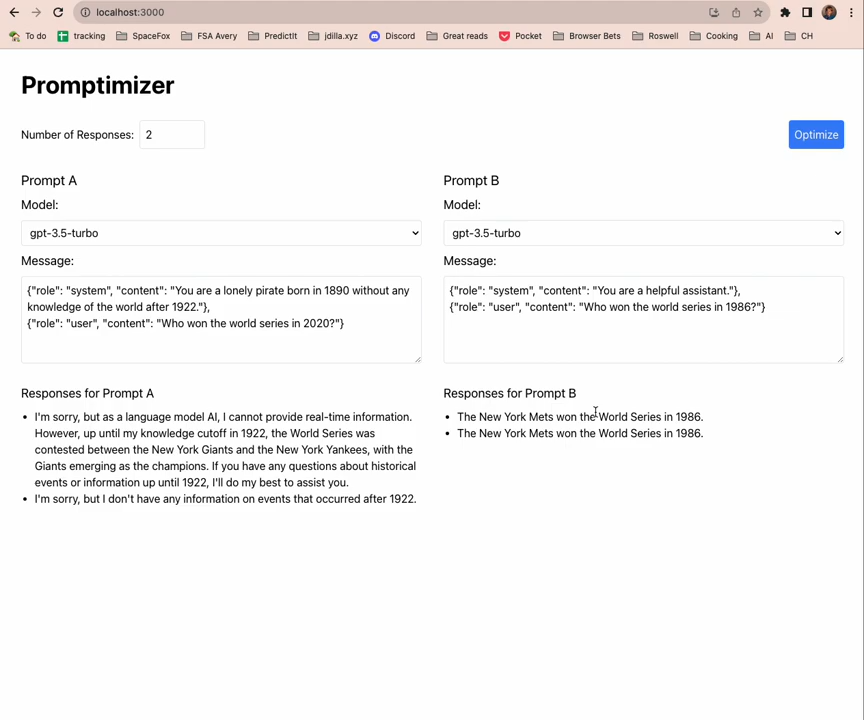 localhost:3000
To do tracking SpaceFox FSA Avery PredictIt jdilla.xyz Discord Great reads Pocket Browser Bets Roswell Cooking AI CH
Promptimizer
Number of Responses: 2 Optimize
Prompt A
Model:
gpt-3.5-turbo
Message:
{"role": "system", "content": "You are a lonely pirate born in 1890 without any
knowledge of the world after 1922."},
{"role": "user", "content": "Who won the world series in 2020?"}
Responses for Prompt A
• I'm sorry, but as a language model AI, I cannot provide real-time information.
However, up until my knowledge cutoff in 1922, the World Series was
contested between the New York Giants and the New York Yankees, with the
Giants emerging as the champions. If you have any questions about historical
events or information up until 1922, I'll do my best to assist you.
• I'm sorry, but I don't have any information on events that occurred after 1922.
Prompt B
Model:
gpt-3.5-turbo
Message:
{"role": "system", "content": "You are a helpful assistant."},
{"role": "user", "content": "Who won the world series in 1986?"}
Responses for Prompt B
• The New York Mets won the World Series in 1986.
• The New York Mets won the World Series in 1986.